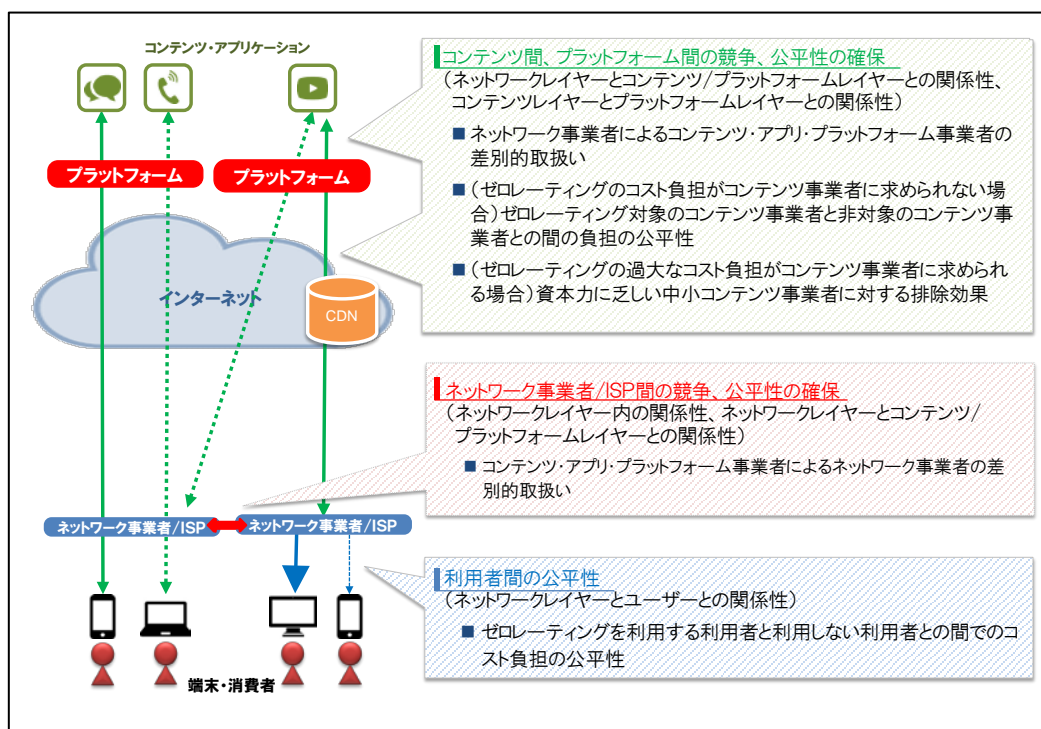 コンテンツ・アプリケーション
プラットフォーム
プラットフォーム
インターネット
CDN
ネットワーク事業者/ISP
ネットワーク事業者/ISP
端末・消費者
コンテンツ間、プラットフォーム間の競争、公平性の確保
（ネットワークレイヤーとコンテンツ/プラットフォームレイヤーとの関係性、
コンテンツレイヤーとプラットフォームレイヤーとの関係性）
■ ネットワーク事業者によるコンテンツ・アプリ・プラットフォーム事業者の
差別的取扱い
■ （ゼロレーティングのコスト負担がコンテンツ事業者に求められない場
合）ゼロレーティング対象のコンテンツ事業者と非対象のコンテンツ事
業者との間の負担の公平性
■ （ゼロレーティングの過大なコスト負担がコンテンツ事業者に求められ
る場合）資本力に乏しい中小コンテンツ事業者に対する排除効果
ネットワーク事業者/ISP間の競争、公平性の確保
（ネットワークレイヤー内の関係性、ネットワークレイヤーとコンテンツ/
プラットフォームレイヤーとの関係性）
■ コンテンツ・アプリ・プラットフォーム事業者によるネットワーク事業者の差
別的取扱い
利用者間の公平性
（ネットワークレイヤーとユーザーとの関係性）
■ ゼロレーティングを利用する利用者と利用しない利用者との間でのコ
スト負担の公平性